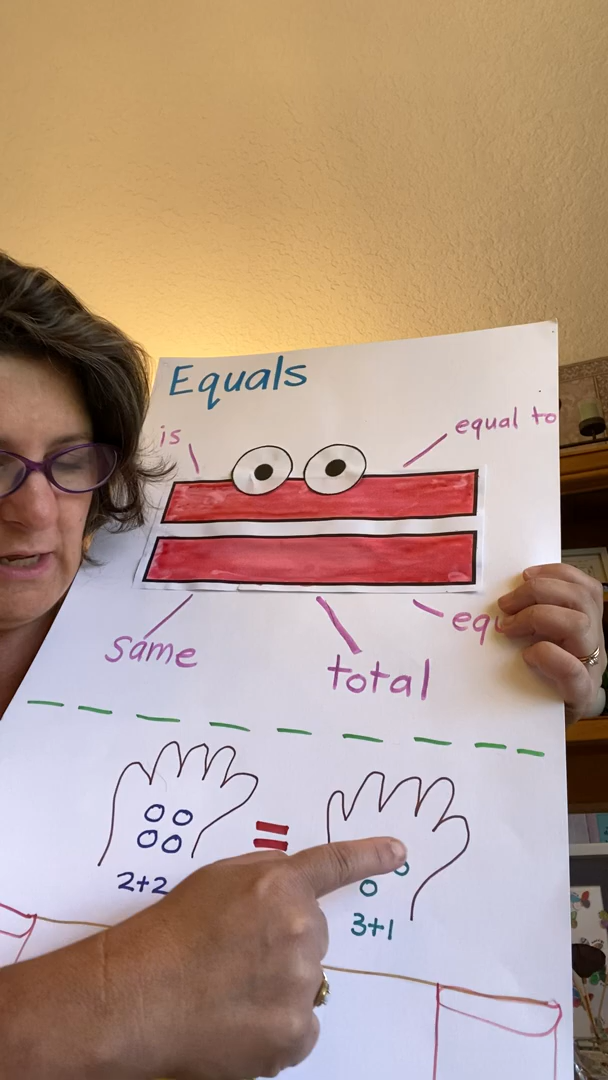 Equals
is
equal to
same
total
=
2+2
3+1